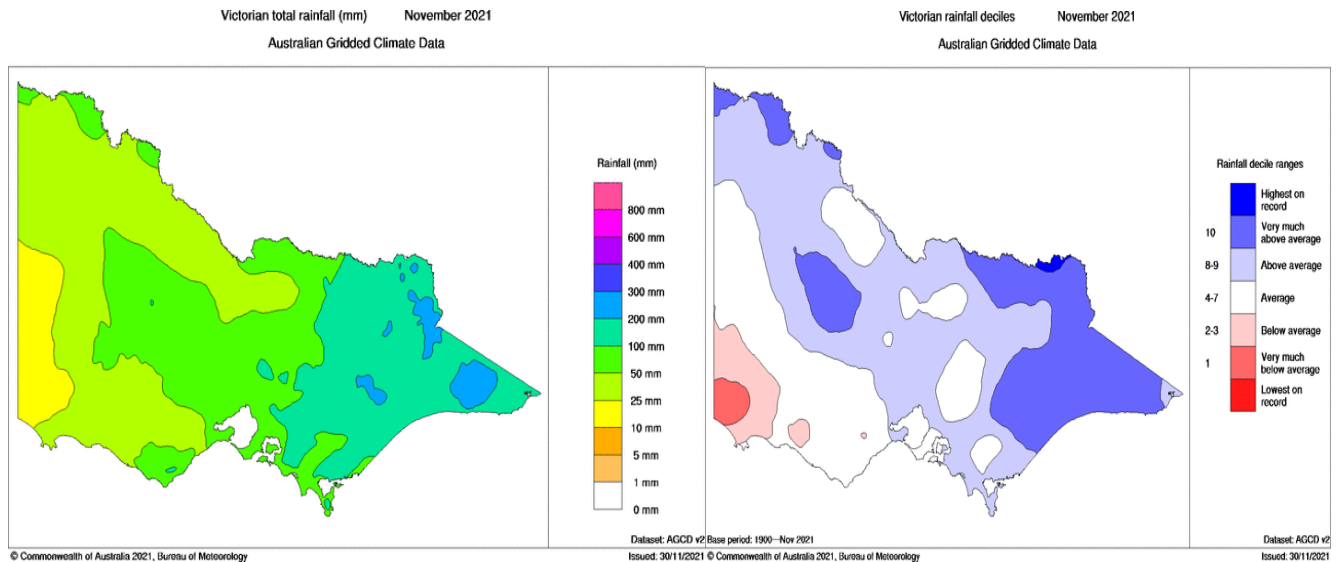 Victorian total rainfall (mm) November 2021
Australian Gridded Climate Data
Rainfall (mm)
800 mm
600 mm
400 mm
300 mm
200 mm
100 mm
50 mm
25 mm
10 mm
5 mm
1 mm
0 mm
Dataset: AGCD v2
© Commonwealth of Australia 2021, Bureau of Meteorology
Issued: 30/11/2021
Victorian rainfall deciles November 2021
Australian Gridded Climate Data
Rainfall decile ranges
Highest on
record
10 Very much
above average
8-9 Above average
4-7 Average
2-3 Below average
1 Very much
below average
Lowest on
record
Base period: 1900—Nov 2021
Dataset: AGCD v2
© Commonwealth of Australia 2021, Bureau of Meteorology
Issued: 30/11/2021